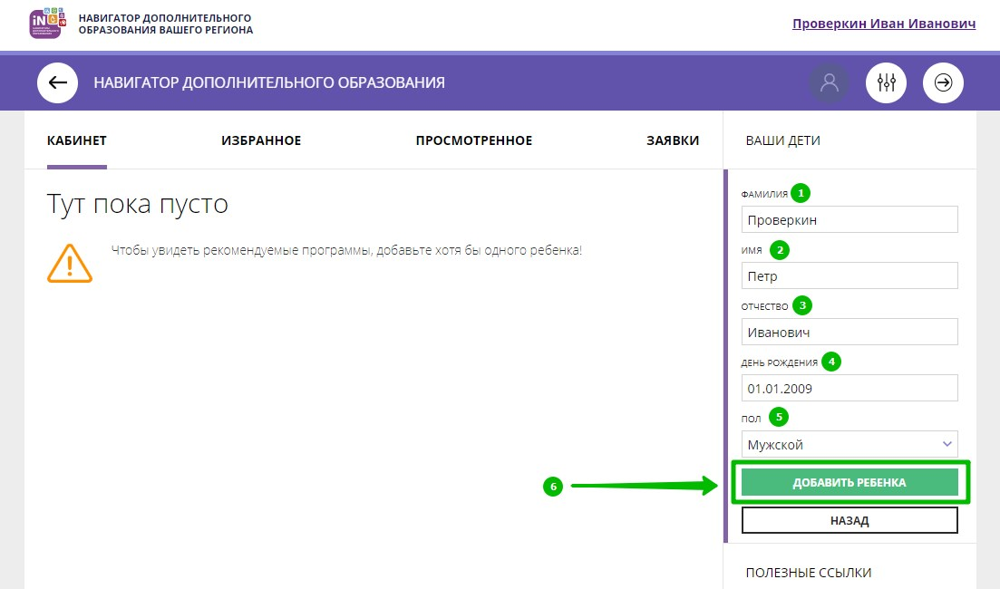 iN
НАВИГАТОР ДОПОЛНИТЕЛЬНОГО
ОБРАЗОВАНИЯ ВАШЕГО РЕГИОНА
Проверкин Иван Иванович
НАВИГАТОР ДОПОЛНИТЕЛЬНОГО ОБРАЗОВАНИЯ
КАБИНЕТ
ИЗБРАННОЕ
ПРОСМОТРЕННОЕ
ЗАЯВКИ
Тут пока пусто
Чтобы увидеть рекомендуемые программы, добавьте хотя бы одного ребенка!
ВАШИ ДЕТИ
ФАМИЛИЯ 1
Проверкин
ИМЯ 2
Петр
ОТЧЕСТВО 3
Иванович
ДЕНЬ РОЖДЕНИЯ 4
01.01.2009
ПОЛ 5
Мужской
6
ДОБАВИТЬ РЕБЕНКА
НАЗАД
ПОЛЕЗНЫЕ ССЫЛКИ